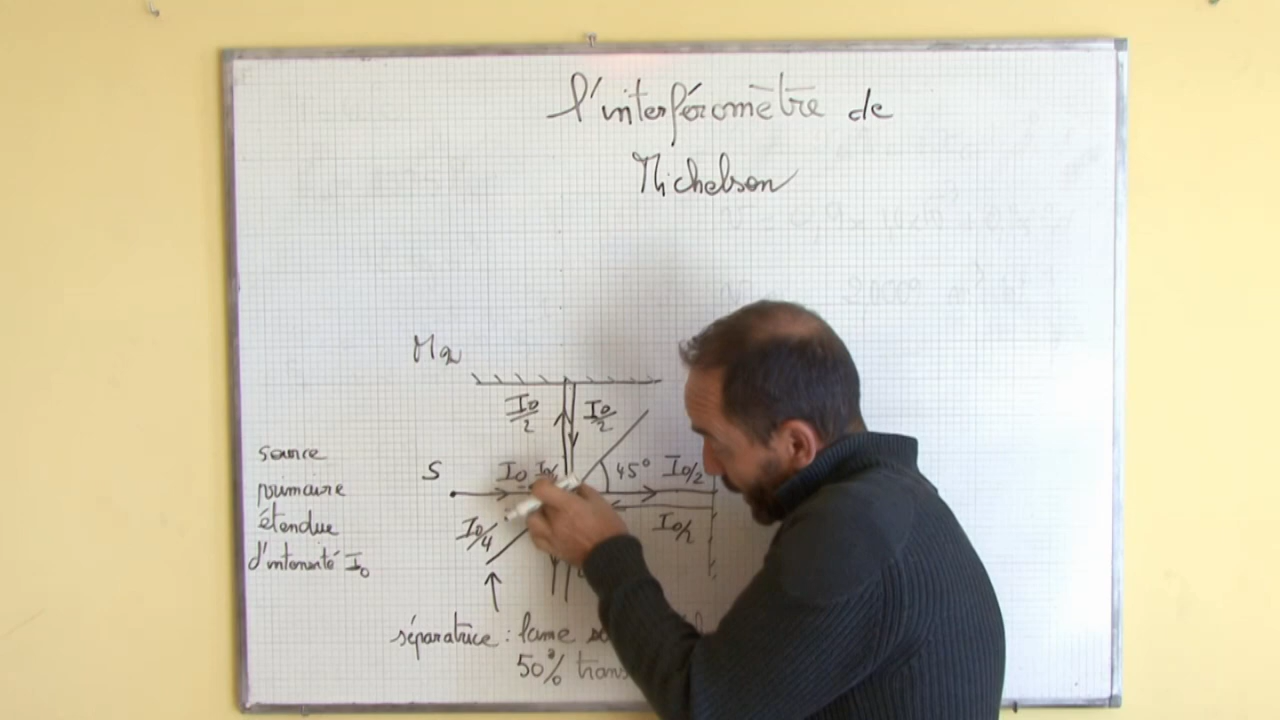 l'interféromètre de
Michelson
M2
I0/2 I0/2
source
primaire
étendue
d'intensité I0
S
I0
45°
I0/2
I0/2
I0/4
séparatrice : lame
50%